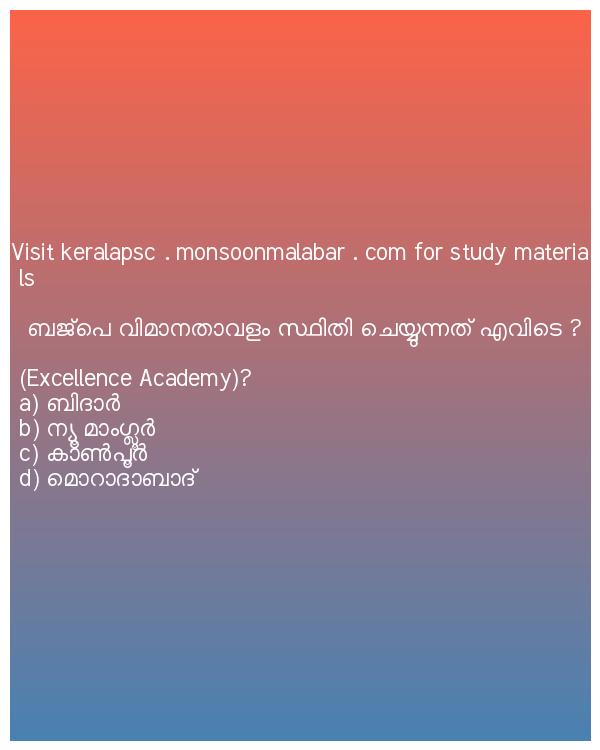 Visit keralapsc . monsoonmalabar . com for study materia
ls
ബജ്പെ വിമാനതാവളം സ്ഥിതി ചെയ്യുന്നത് എവിടെ ?
(Excellence Academy)?
a) ബിദാർ
b) ന്യൂ മാംഗ്ലൂർ
c) കാൺപൂർ
d) മൊറാദാബാദ്